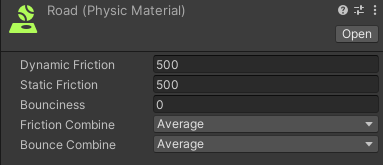 Road (Physic Material)
Open
Dynamic Friction 500
Static Friction 500
Bounciness 0
Friction Combine Average
Bounce Combine Average